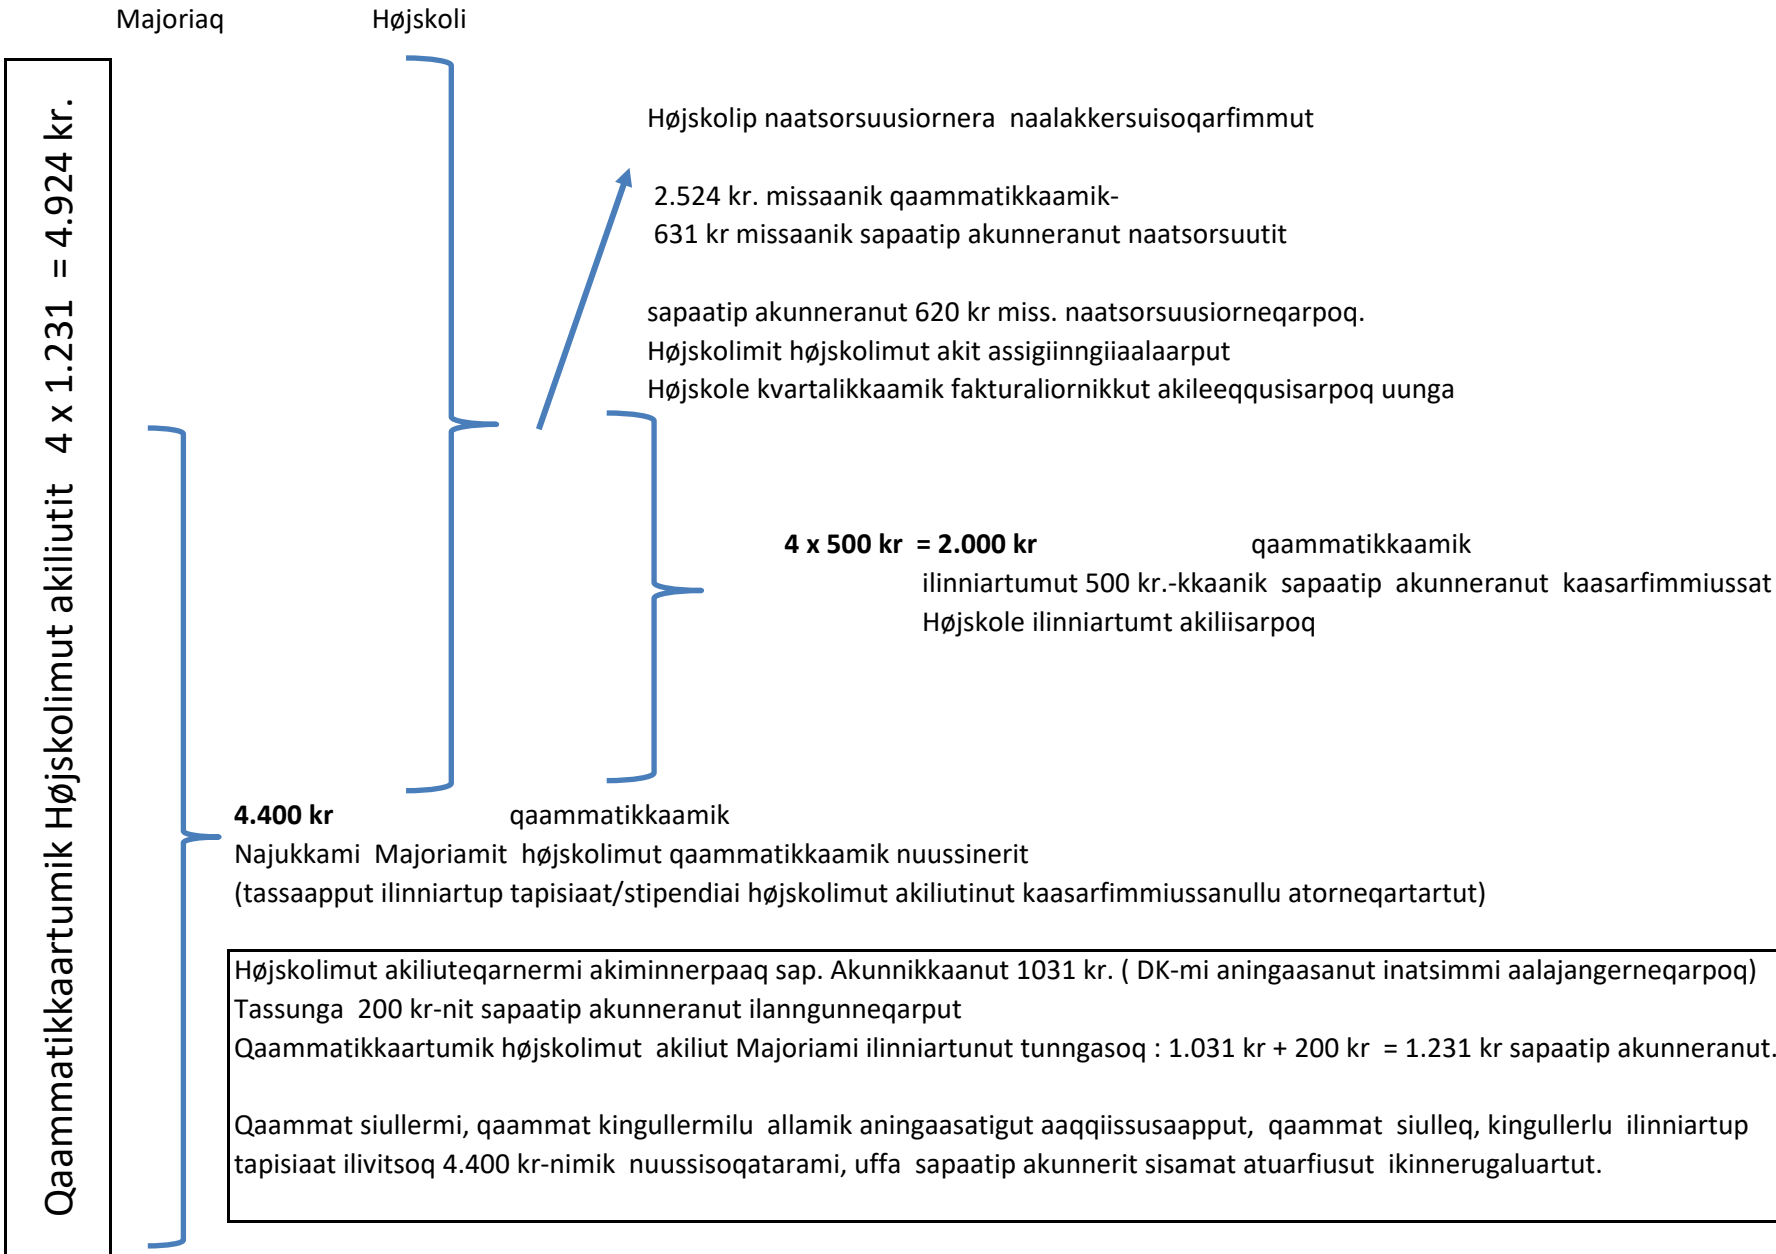 Majoriaq Højskoli
Qaammatikkaartumik Højskolimut akiliutit 4 x 1.231 = 4.924 kr.
Højskolip naatsorsuusiornera naalakkersuisoqarfimmut
2.524 kr. missaanik qaammatikkaamik-
631 kr missaanik sapaatip akunneranut naatsorsuutit
sapaatip akunneranut 620 kr miss. naatsorsuusiorneqarpoq.
Højskolimit højskolimut akit assigiinngiiaalaarput
Højskole kvartalikkaamik fakturaliornikkut akileeqqusisarpoq uunga
4 x 500 kr = 2.000 kr qaammatikkaamik
ilinniartumut 500 kr.-kkaanik sapaatip akunneranut kaasarfimmiussat
Højskole ilinniartumt akiliisarpoq
4.400 kr qaammatikkaamik
Najukkami Majoriamit højskolimut qaammatikkaamik nuussinerit
(tassaapput ilinniartup tapisiaat/stipendiai højskolimut akiliutinut kaasarfimmiussanullu atorneqartartut)
Højskolimut akiliuteqarnermi akiminnerpaaq sap. Akunnikkaanut 1031 kr. ( DK-mi aningaasanut inatsimmi aalajangerneqarpoq)
Tassunga 200 kr-nit sapaatip akunneranut ilanngunneqarput
Qaammatikkaartumik højskolimut akiliut Majoriami ilinniartunut tunngasoq : 1.031 kr + 200 kr = 1.231 kr sapaatip akunneranut.
Qaammat siullermi, qaammat kingullermilu allamik aningaasatigut aaqqiissusaapput, qaammat siulleq, kingullerlu ilinniartup
tapisiaat ilivitsoq 4.400 kr-nimik nuussisoqatarami, uffa sapaatip akunnerit sisamat atuarfiusut ikinnerugaluartut.